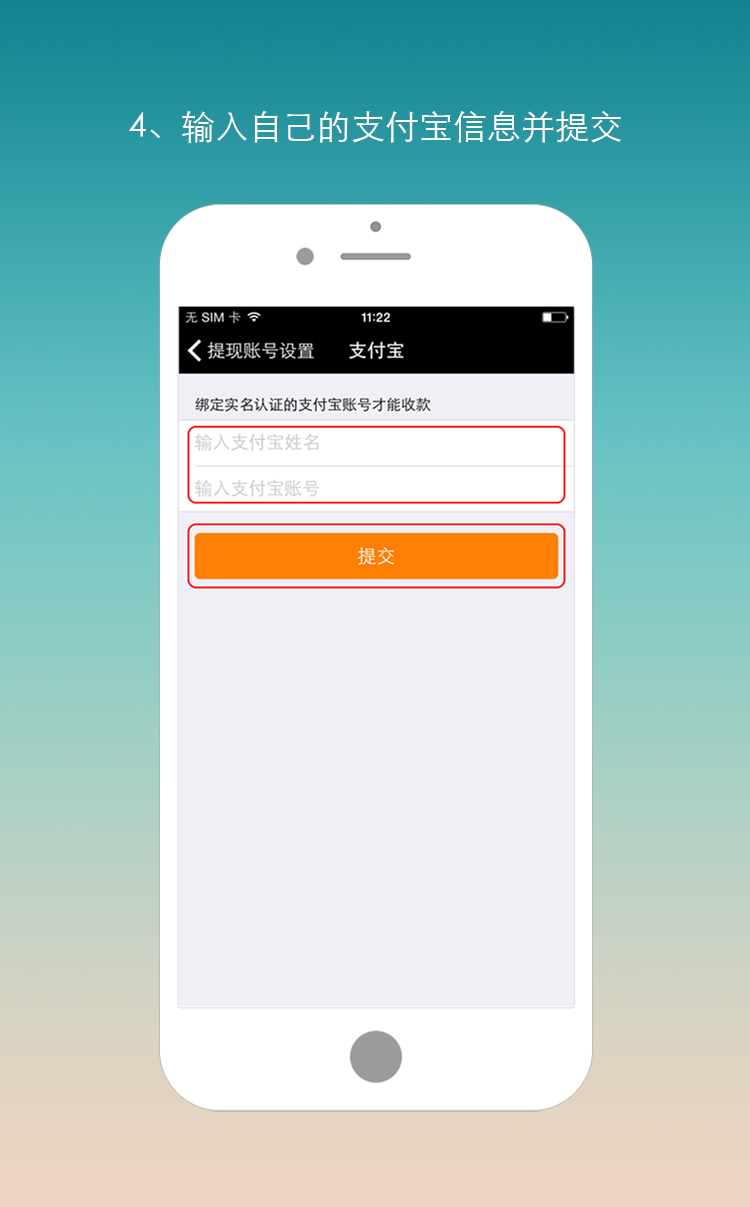 4、输入自己的支付宝信息并提交
无 SIM 卡 11:22
提现账号设置 支付宝
绑定实名认证的支付宝账号才能收款
输入支付宝姓名
输入支付宝账号
提交